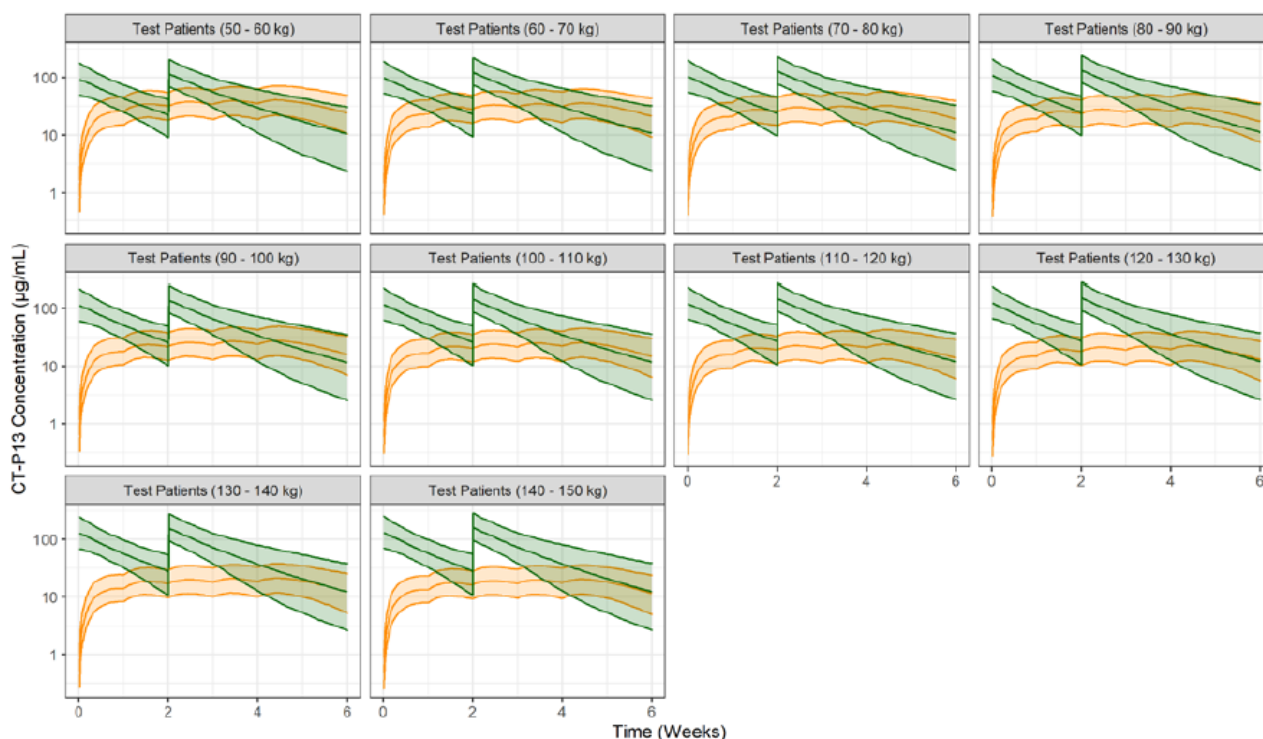 Test Patients (50 - 60 kg)
Test Patients (60 - 70 kg)
Test Patients (70 - 80 kg)
Test Patients (80 - 90 kg)
100
10
1
Test Patients (90 - 100 kg)
Test Patients (100 - 110 kg)
Test Patients (110 - 120 kg)
Test Patients (120 - 130 kg)
100
10
1
0
2
4
6
0
2
4
6
Test Patients (130 - 140 kg)
Test Patients (140 - 150 kg)
100
10
1
0
2
4
6
0
2
4
6
CT-P13 Concentration (µg/mL)
Time (Weeks)